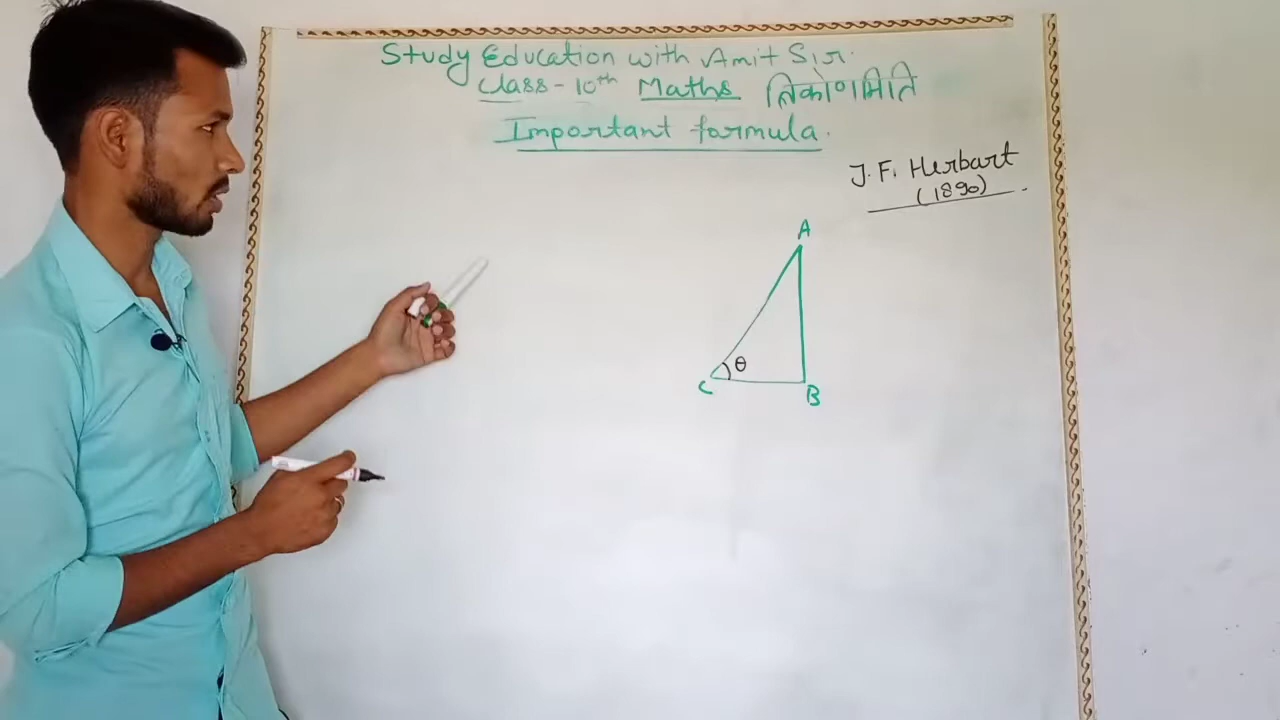 Study Education with Amit Sir.
Class-10th Maths त्रिकोणमिति
Important formula.
J.F. Herbart
(1890)
A
θ
C
B